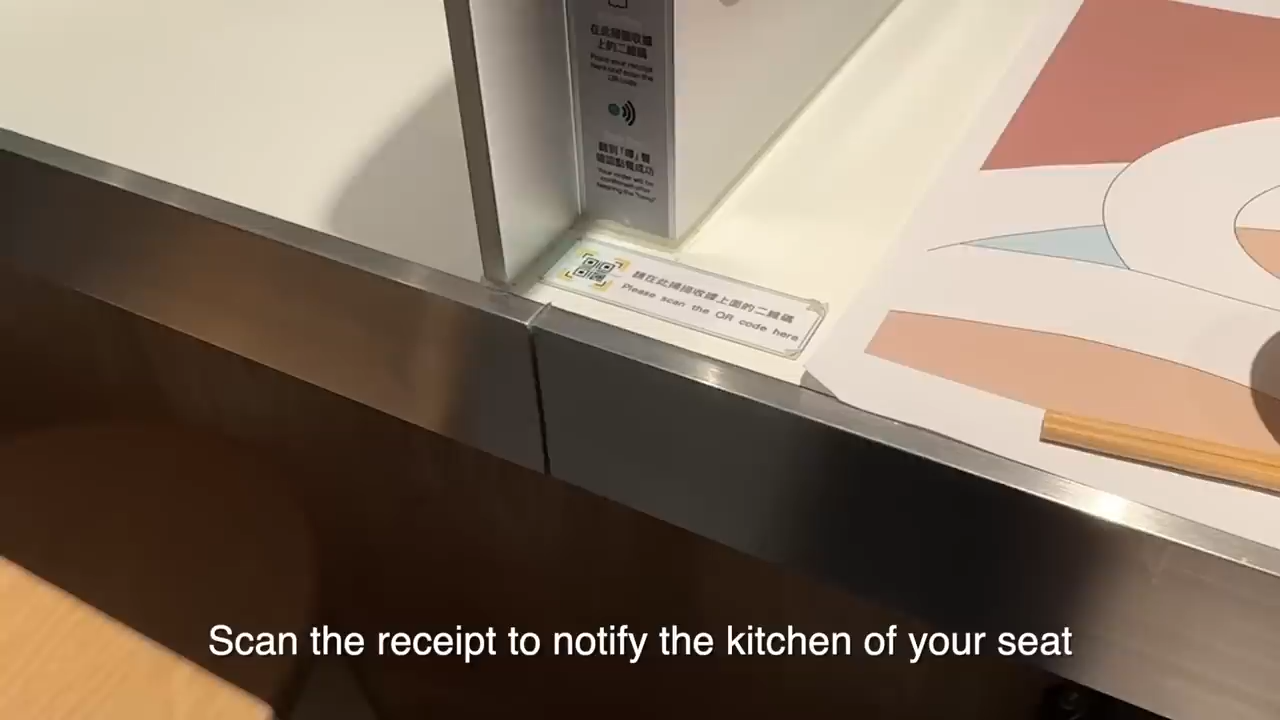 在此掃描收據
上的二維碼
Place your receipt
here and scan the
QR code
聽到「嘟」聲
確認點餐成功
Your order will be
confirmed after
hearing the "beep"
請在此掃描收據上面的二維碼
Please scan the QR code here
Scan the receipt to notify the kitchen of your seat